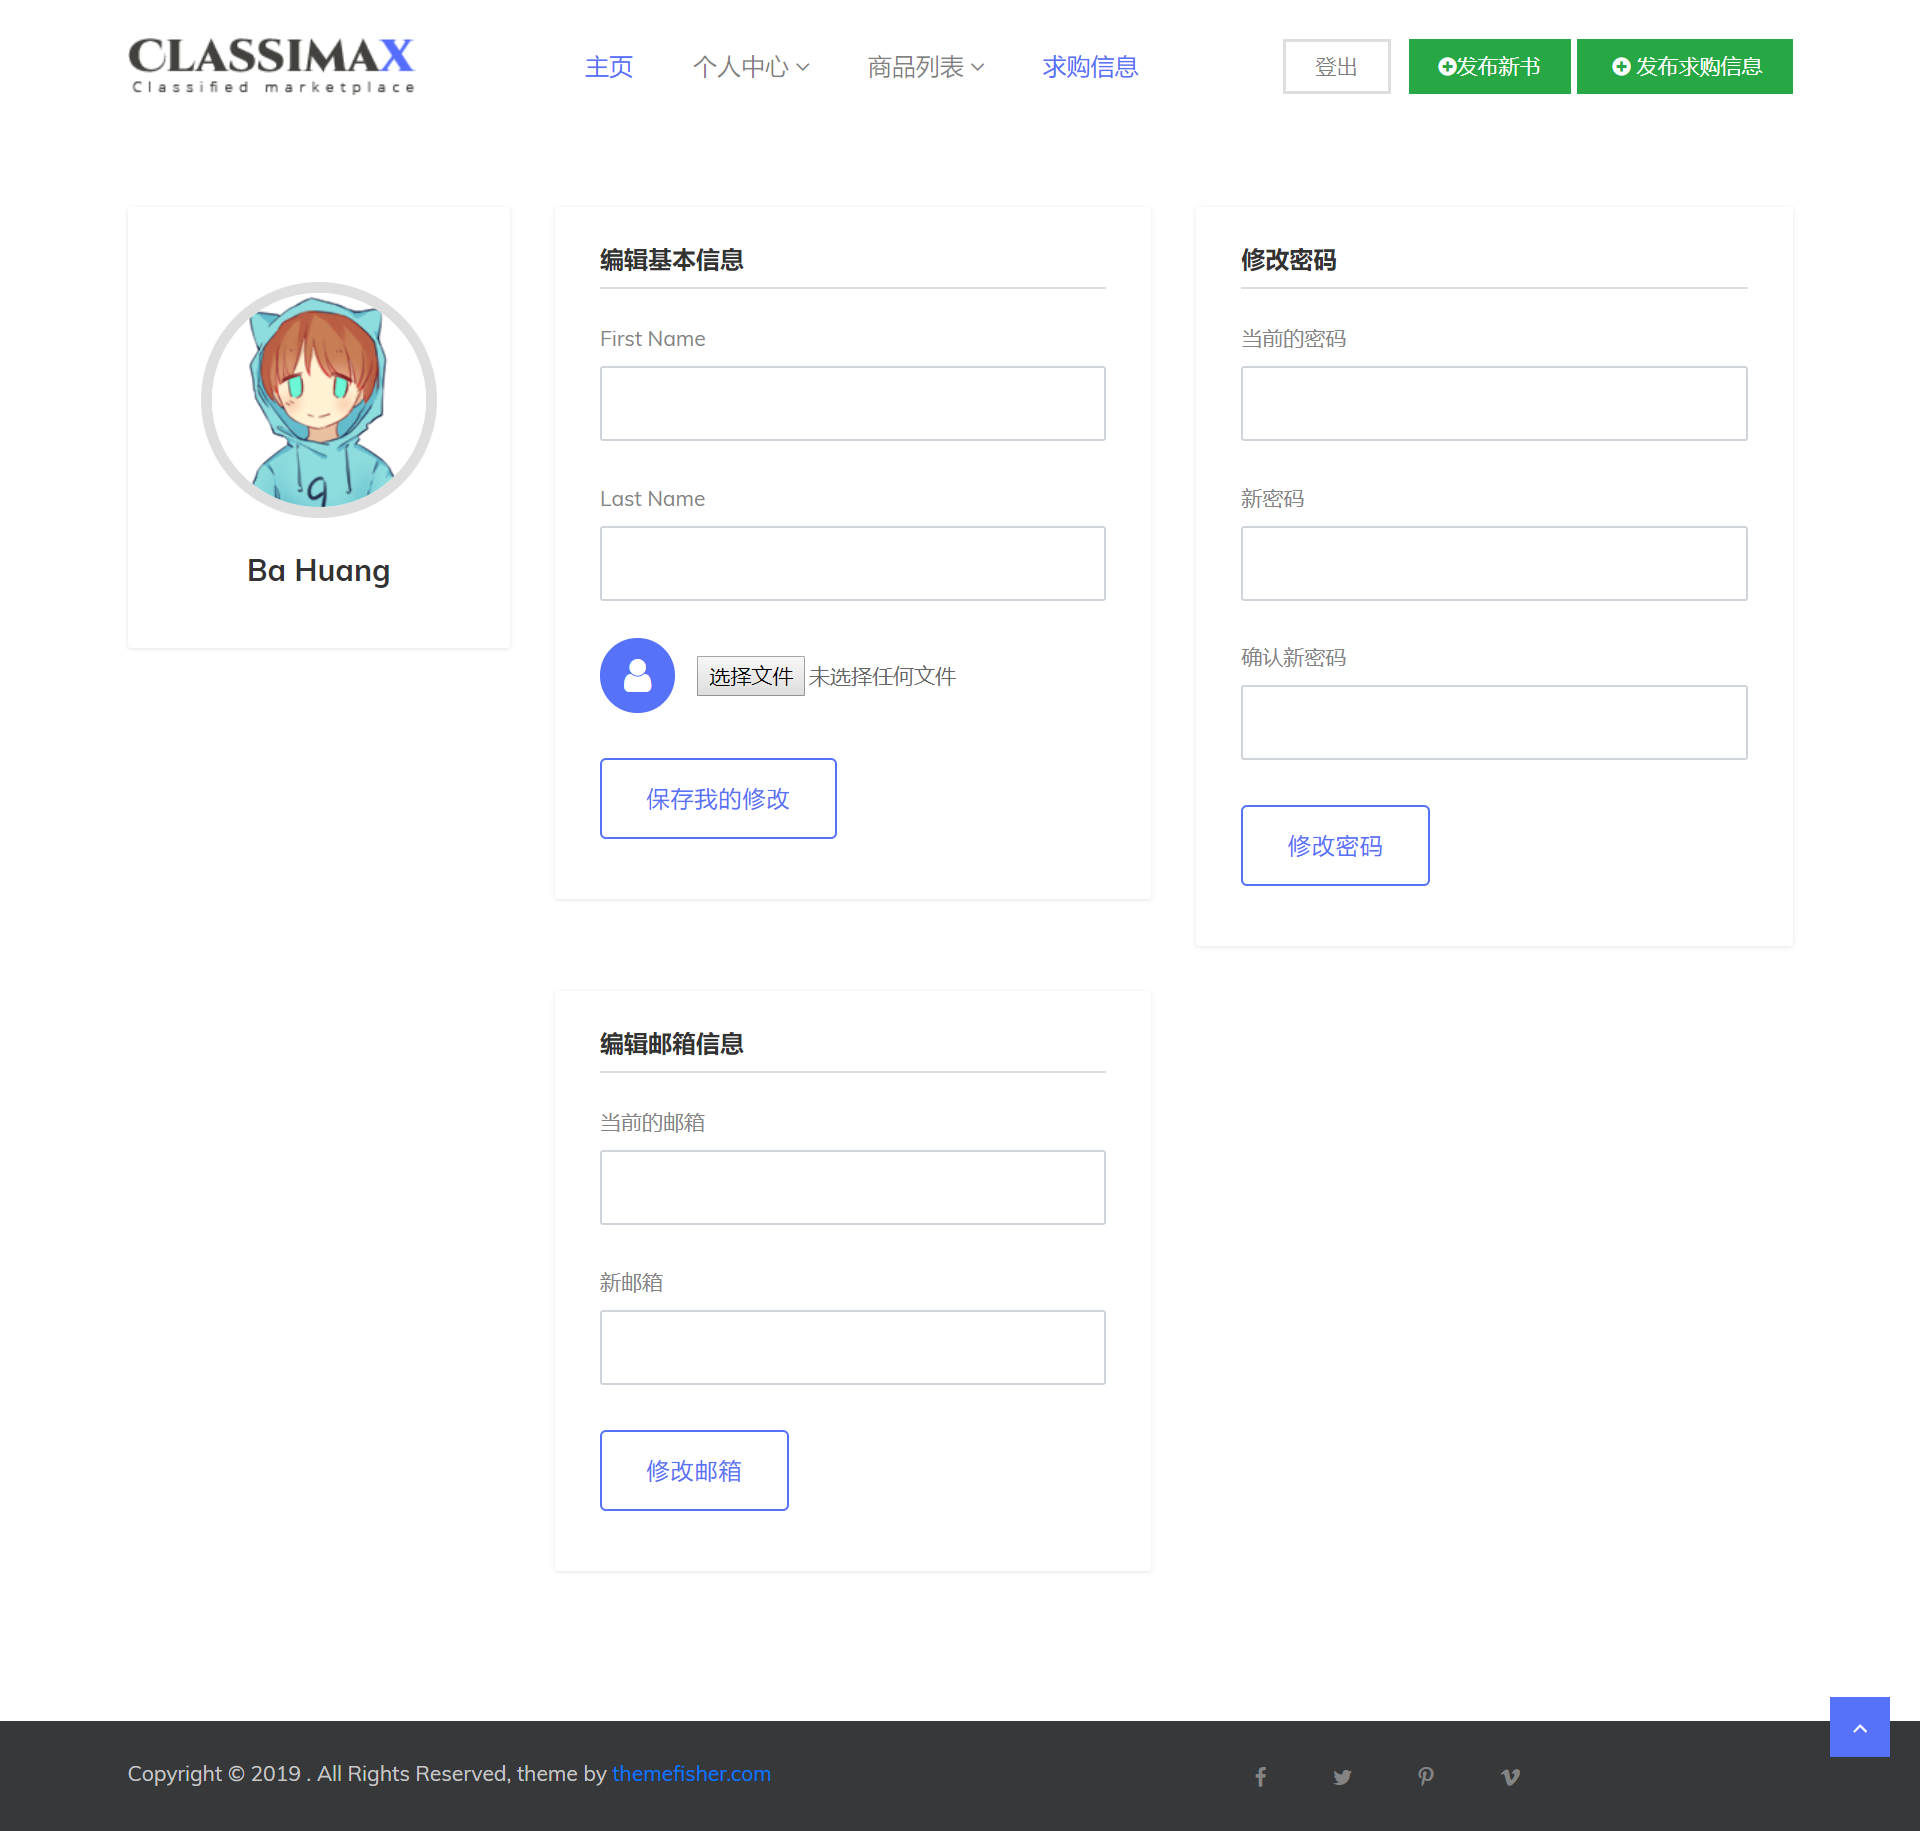 CLASSIMAX
Classified marketplace
主页
个人中心
商品列表
求购信息
登出
发布新书
发布求购信息
Ba Huang
编辑基本信息
First Name
Last Name
选择文件 未选择任何文件
保存我的修改
修改密码
当前的密码
新密码
确认新密码
修改密码
编辑邮箱信息
当前的邮箱
新邮箱
修改邮箱
Copyright © 2019 . All Rights Reserved, theme by themefisher.com